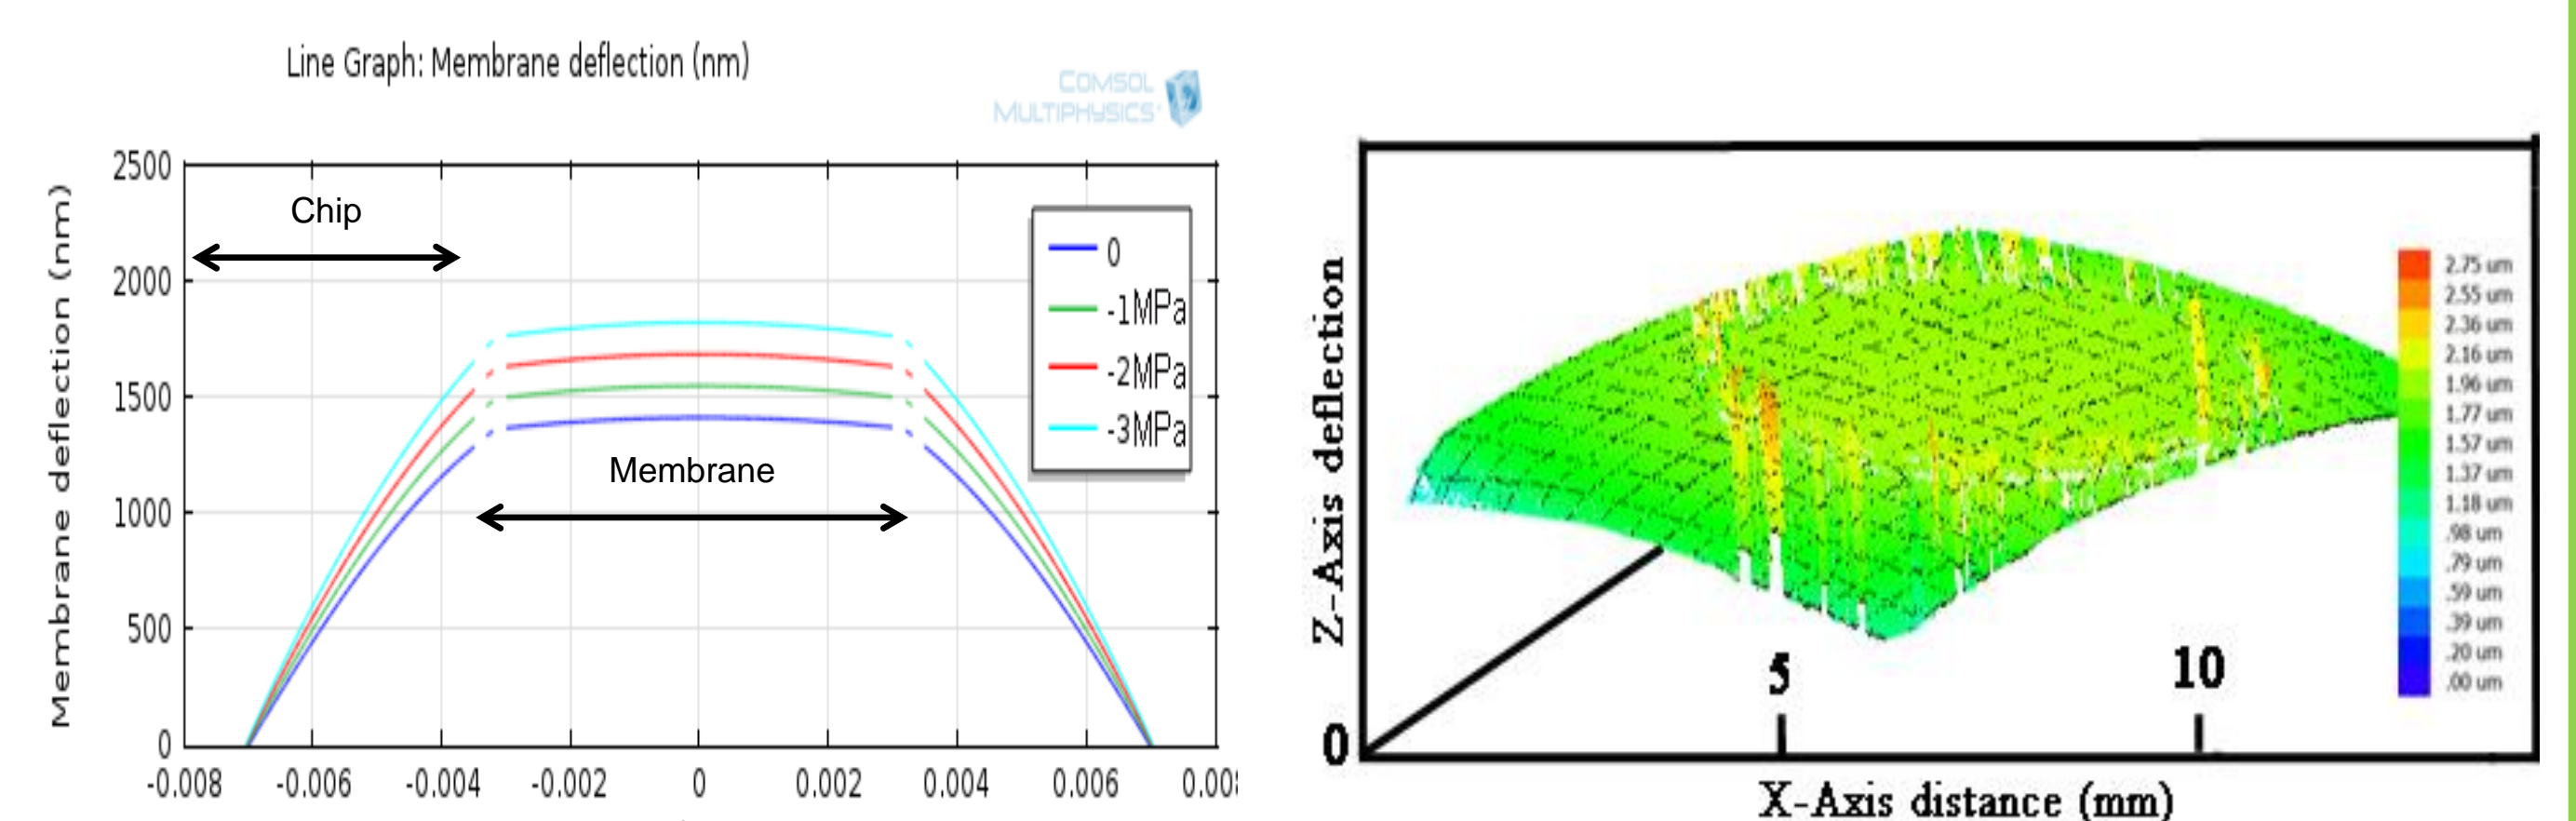 Line Graph: Membrane deflection (nm)
COMSOL
MULTIPHYSICS
Membrane deflection (nm)
2500
2000
1500
1000
500
0
-0.008 -0.006 -0.004 -0.002 0 0.002 0.004 0.006
Chip
Membrane
0
-1MPa
-2MPa
-3MPa
Z-Axis deflection
0
5
10
X-Axis distance (mm)
2.75 um
2.55 um
2.36 um
2.16 um
1.96 um
1.77 um
1.57 um
1.37 um
1.18 um
.98 um
.79 um
.59 um
.39 um
.20 um
.00 um